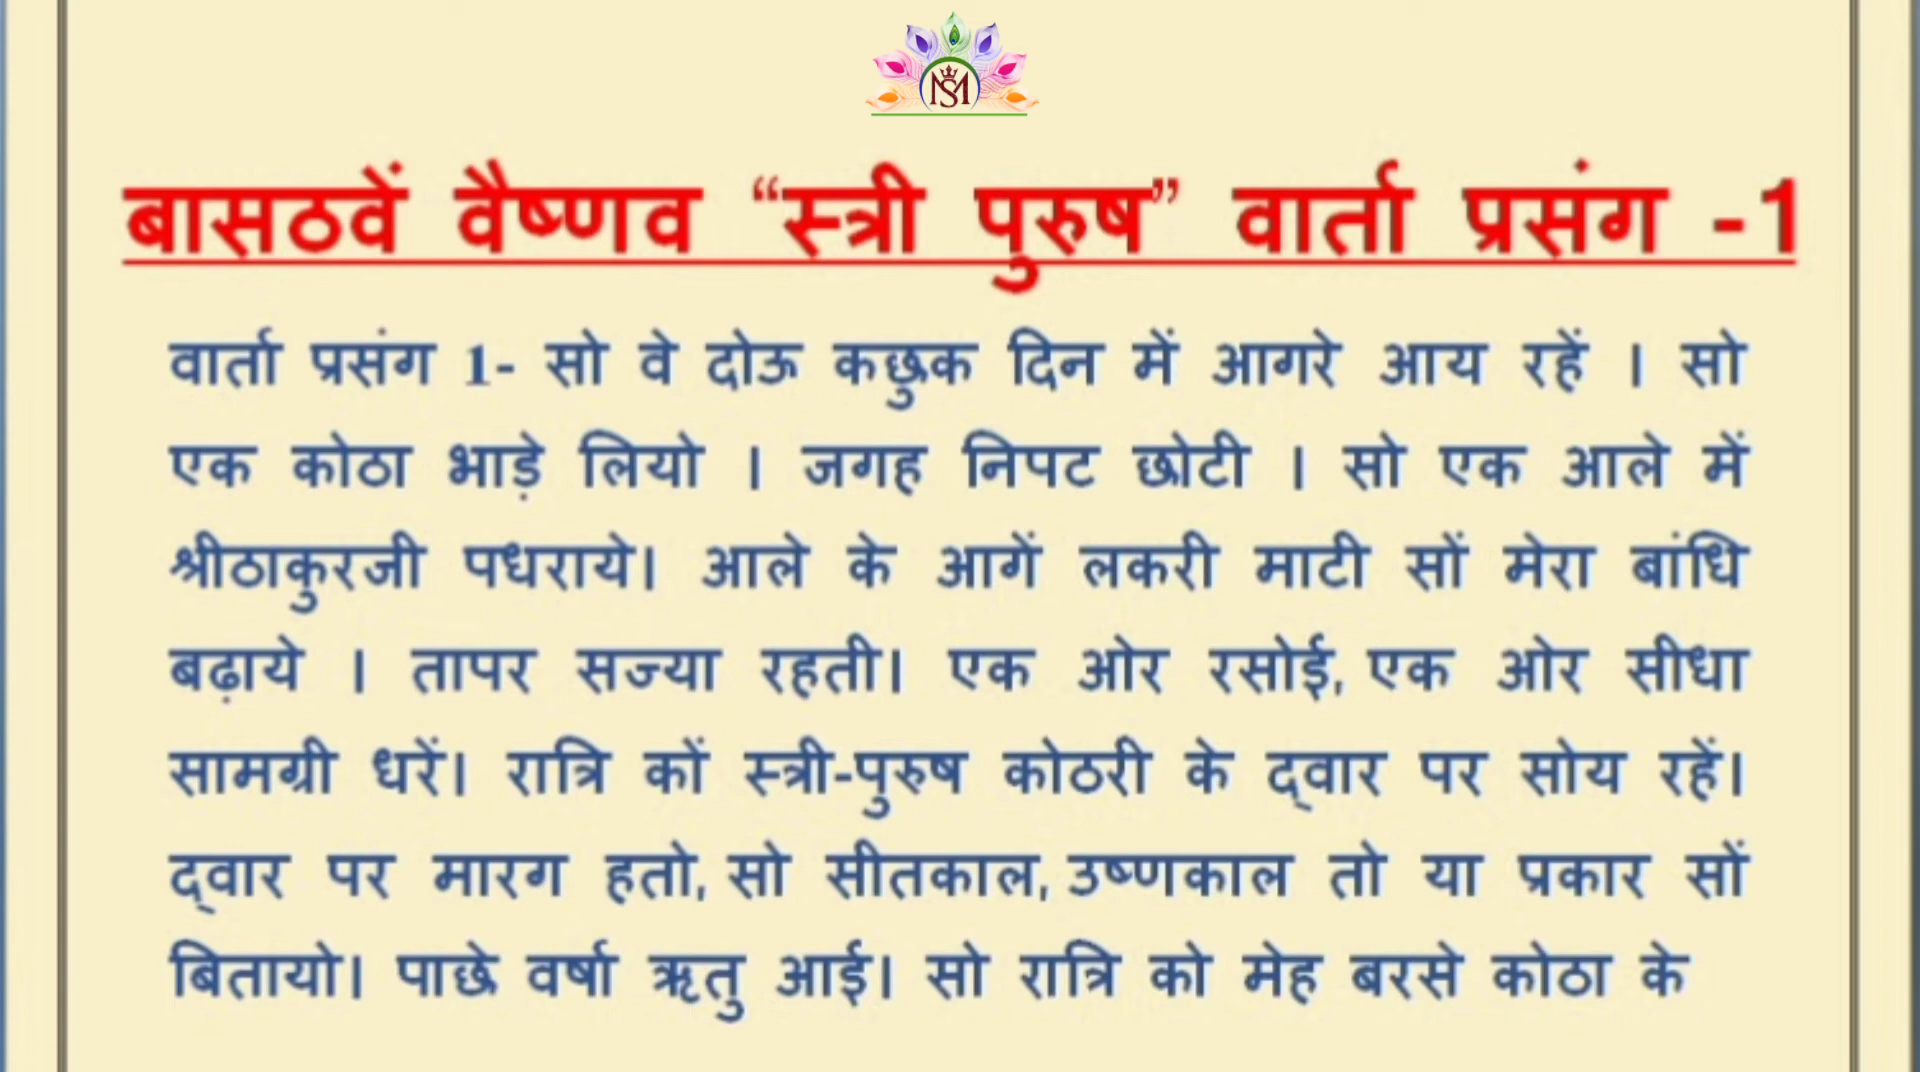 SM
बासठवें वैष्णव “स्त्री पुरुष” वार्ता प्रसंग -1
वार्ता प्रसंग 1- सो वे दोऊ कछुक दिन में आगरे आय रहें । सो
एक कोठा भाड़े लियो । जगह निपट छोटी । सो एक आले में
श्रीठाकुरजी पधराये। आले के आगें लकरी माटी सों मेरा बांधि
बढ़ाये । तापर सज्या रहती। एक ओर रसोई, एक ओर सीधा
सामग्री धरें। रात्रि कों स्त्री-पुरुष कोठरी के द्वार पर सोय रहें।
द्वार पर मारग हतो, सो सीतकाल, उष्णकाल तो या प्रकार सों
बितायो। पाछे वर्षा ऋतु आई। सो रात्रि को मेह बरसे कोठा के